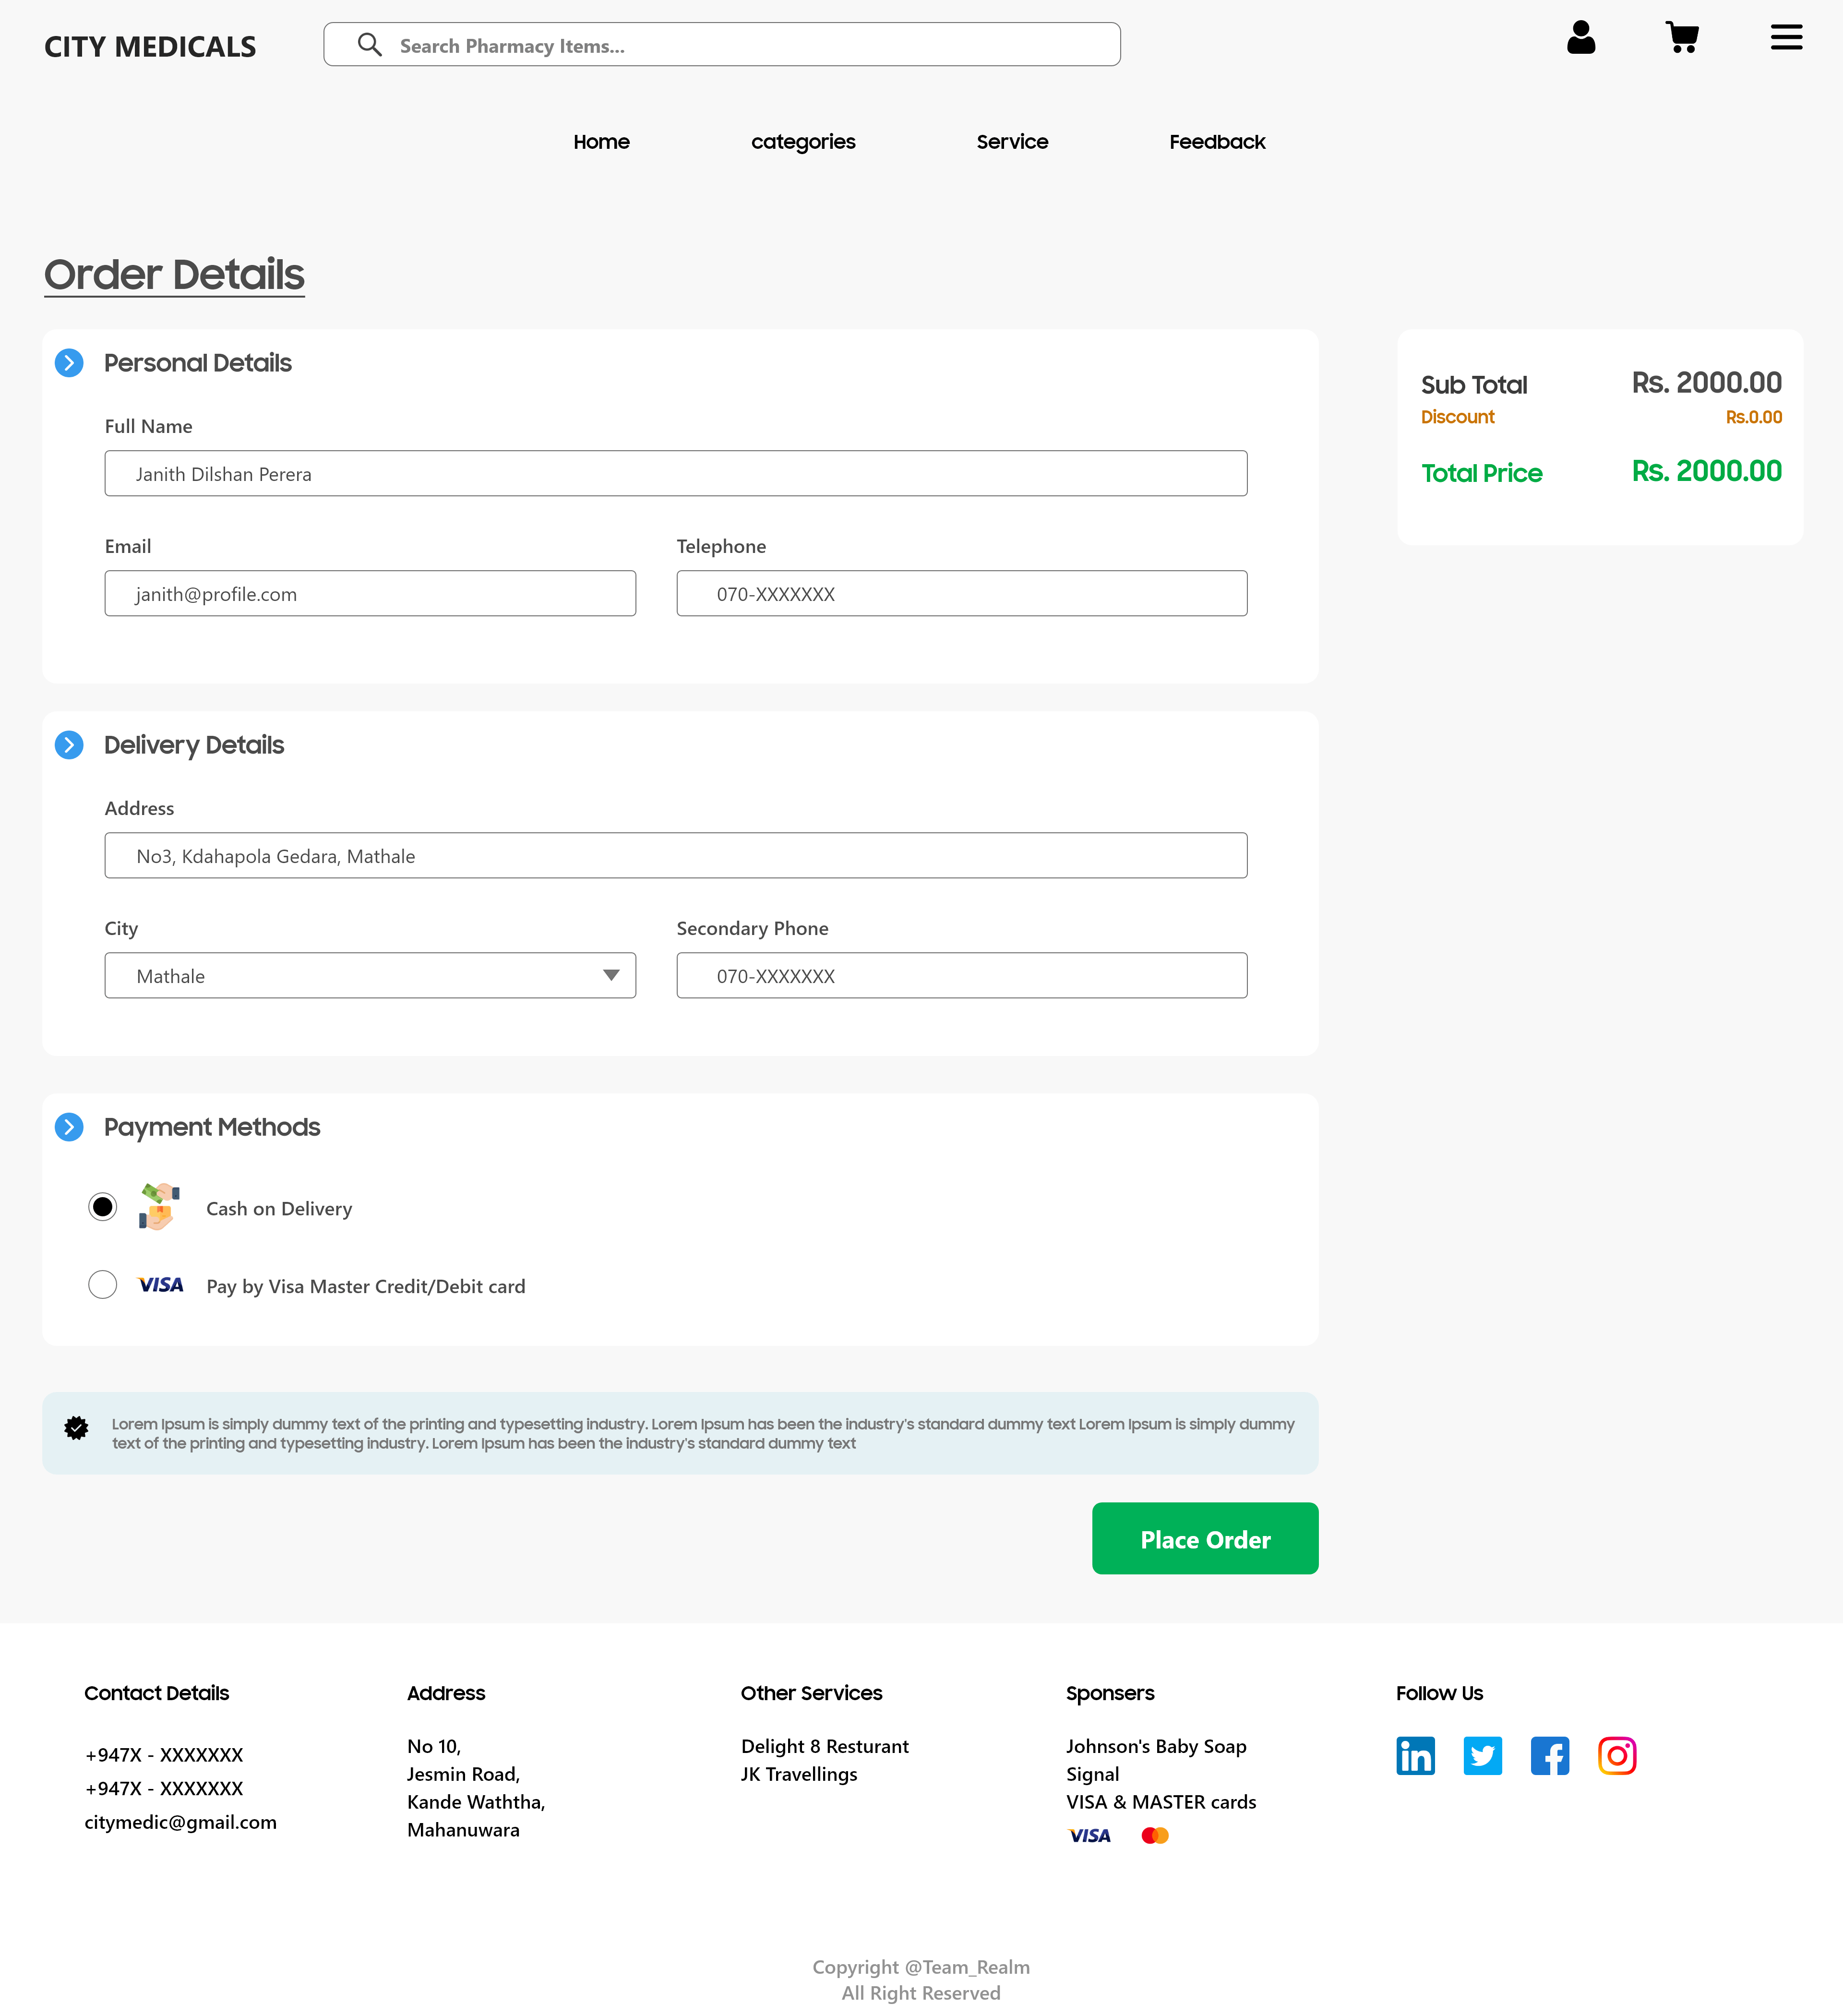 CITY MEDICALS
Search Pharmacy Items...
Home
categories
Service
Feedback
Order Details
Personal Details
Full Name
Janith Dilshan Perera
Email
Telephone
janith@profile.com
070-XXXXXXX
Sub Total
Rs. 2000.00
Discount
Rs.0.00
Total Price
Rs. 2000.00
Delivery Details
Address
No3, Kdahapola Gedara, Mathale
City
Secondary Phone
Mathale
070-XXXXXXX
Payment Methods
Cash on Delivery
VISA
Pay by Visa Master Credit/Debit card
Lorem Ipsum is simply dummy text of the printing and typesetting industry. Lorem Ipsum has been the industry's standard dummy text Lorem Ipsum is simply dummy
text of the printing and typesetting industry. Lorem Ipsum has been the industry's standard dummy text
Place Order
Contact Details
+947X - XXXXXXX
+947X - XXXXXXX
citymedic@gmail.com
Address
No 10,
Jesmin Road,
Kande Waththa,
Mahanuwara
Other Services
Delight 8 Resturant
JK Travellings
Sponsers
Johnson's Baby Soap
Signal
VISA & MASTER cards
VISA
Follow Us
in
Copyright @Team_Realm
All Right Reserved